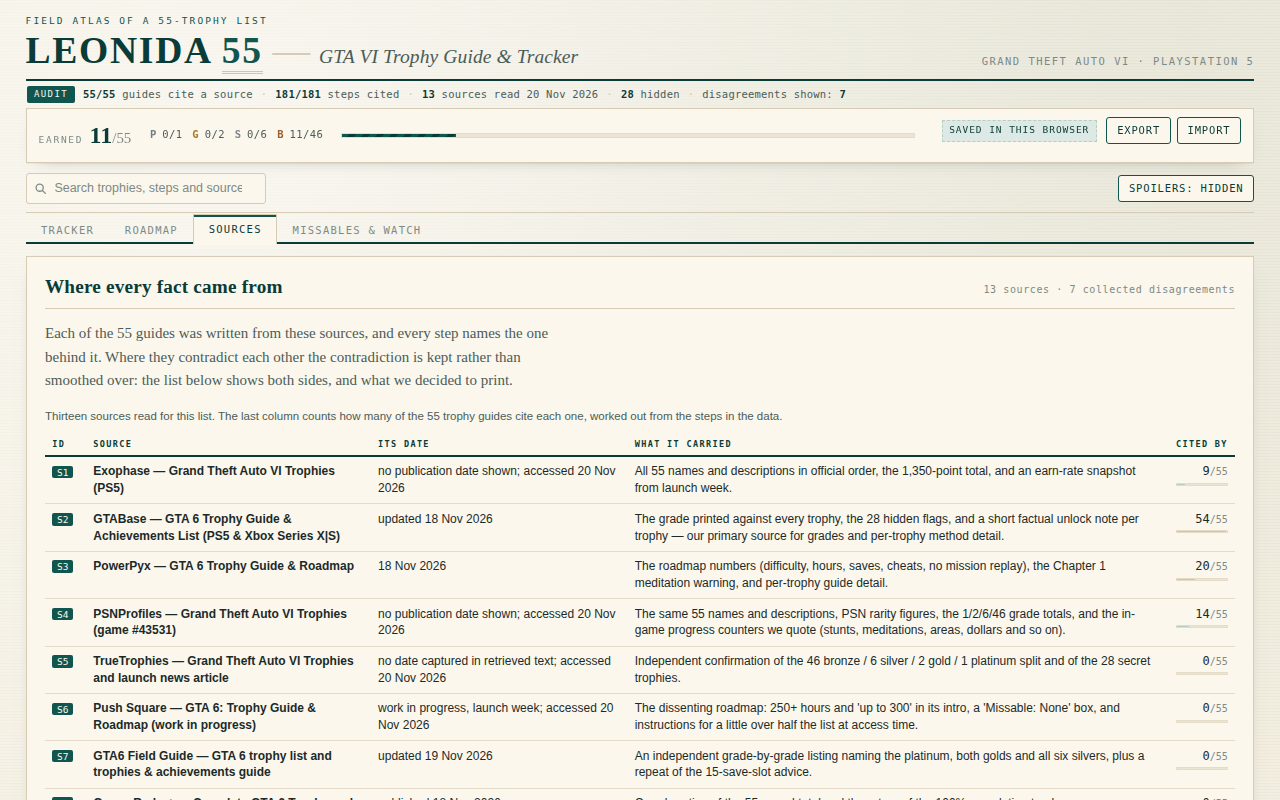 FIELD ATLAS OF A 55-TROPHY LIST
LEONIDA 55 GTA VI Trophy Guide & Tracker
GRAND THEFT AUTO VI · PLAYSTATION 5
AUDIT 55/55 guides cite a source · 181/181 steps cited · 13 sources read 20 Nov 2026 · 28 hidden · disagreements shown: 7
EARNED 11/55 P 0/1 G 0/2 S 0/6 B 11/46 SAVED IN THIS BROWSER EXPORT IMPORT
Search trophies, steps and source
SPOILERS: HIDDEN
TRACKER ROADMAP SOURCES MISSABLES & WATCH
Where every fact came from
13 sources · 7 collected disagreements
Each of the 55 guides was written from these sources, and every step names the one
behind it. Where they contradict each other the contradiction is kept rather than
smoothed over: the list below shows both sides, and what we decided to print.
Thirteen sources read for this list. The last column counts how many of the 55 trophy guides cite each one, worked out from the steps in the data.
ID SOURCE ITS DATE WHAT IT CARRIED CITED BY
S1 Exophase — Grand Theft Auto VI Trophies no publication date shown; accessed 20 Nov All 55 names and descriptions in official order, the 1,350-point total, and an earn-rate snapshot 9/55
(PS5) 2026 from launch week.
S2 GTABase — GTA 6 Trophy Guide & updated 18 Nov 2026 The grade printed against every trophy, the 28 hidden flags, and a short factual unlock note per 54/55
Achievements List (PS5 & Xbox Series X|S) trophy — our primary source for grades and per-trophy method detail.
S3 PowerPyx — GTA 6 Trophy Guide & Roadmap 18 Nov 2026 The roadmap numbers (difficulty, hours, saves, cheats, no mission replay), the Chapter 1 20/55
meditation warning, and per-trophy guide detail.
S4 PSNProfiles — Grand Theft Auto VI Trophies no publication date shown; accessed 20 Nov The same 55 names and descriptions, PSN rarity figures, the 1/2/6/46 grade totals, and the in- 14/55
(game #43531) 2026 game progress counters we quote (stunts, meditations, areas, dollars and so on).
S5 TrueTrophies — Grand Theft Auto VI Trophies no date captured in retrieved text; accessed Independent confirmation of the 46 bronze / 6 silver / 2 gold / 1 platinum split and of the 28 secret 0/55
and launch news article 20 Nov 2026 trophies.
S6 Push Square — GTA 6: Trophy Guide & work in progress, launch week; accessed 20 The dissenting roadmap: 250+ hours and 'up to 300' in its intro, a 'Missable: None' box, and 0/55
Roadmap (work in progress) Nov 2026 instructions for a little over half the list at access time.
S7 GTA6 Field Guide — GTA 6 trophy list and updated 19 Nov 2026 An independent grade-by-grade listing naming the platinum, both golds and all six silvers, plus a 0/55
trophies & achievements guide repeat of the 15-save-slot advice.